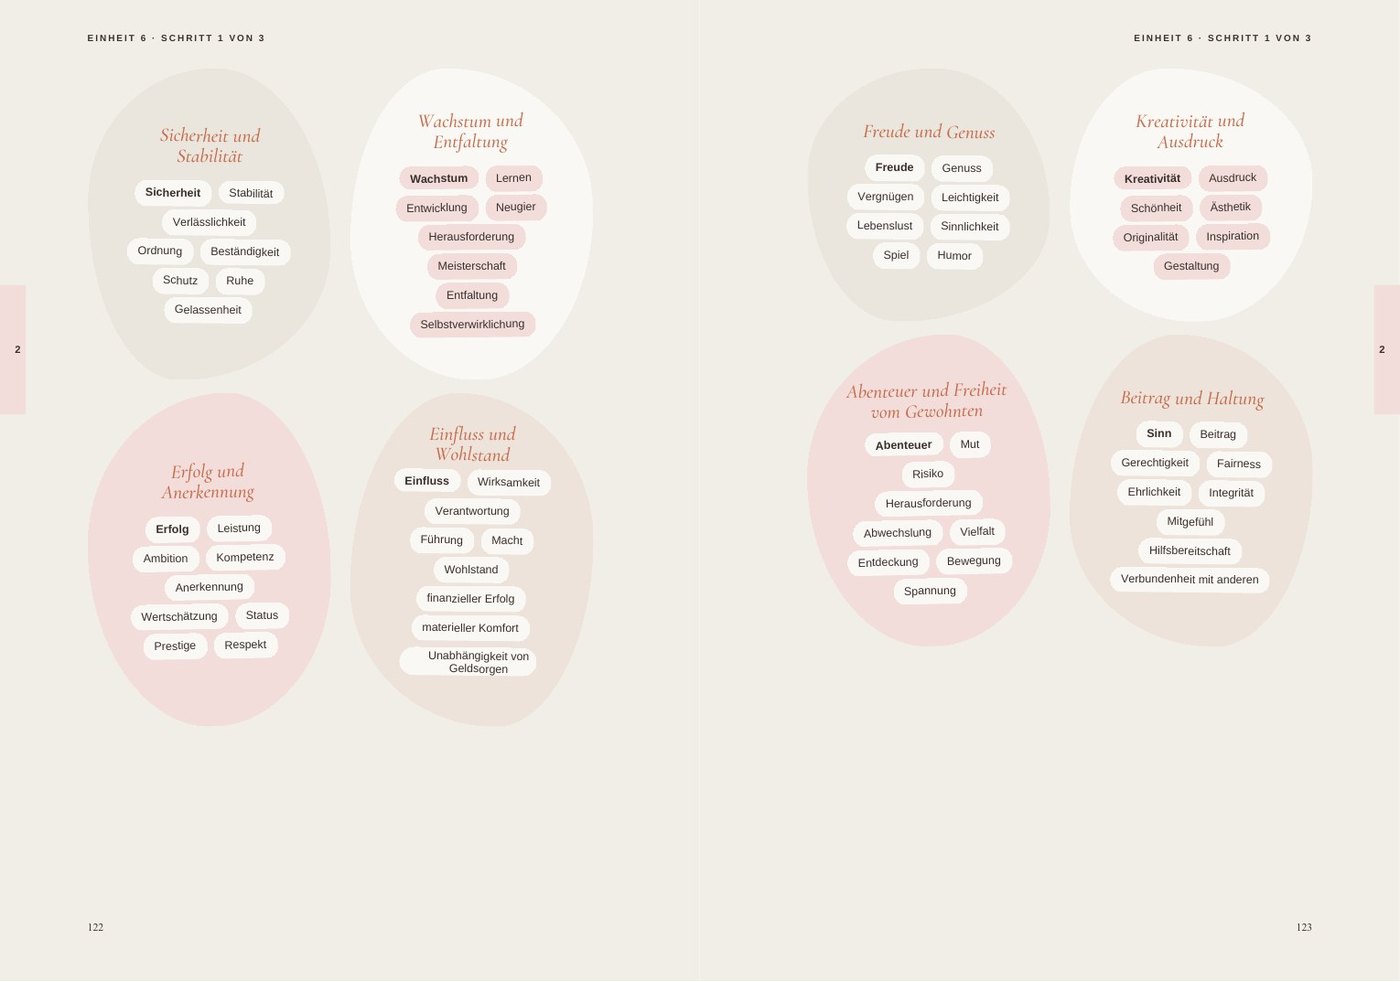 EINHEIT 6 · SCHRITT 1 VON 3
Sicherheit und
Stabilität
Sicherheit Stabilität
Verlässlichkeit
Ordnung Beständigkeit
Schutz Ruhe
Gelassenheit
Wachstum und
Entfaltung
Wachstum Lernen
Entwicklung Neugier
Herausforderung
Meisterschaft
Entfaltung
Selbstverwirklichung
2
Erfolg und
Anerkennung
Erfolg Leistung
Ambition Kompetenz
Anerkennung
Wertschätzung Status
Prestige Respekt
Einfluss und
Wohlstand
Einfluss Wirksamkeit
Verantwortung
Führung Macht
Wohlstand
finanzieller Erfolg
materieller Komfort
Unabhängigkeit von
Geldsorgen
122
EINHEIT 6 · SCHRITT 1 VON 3
Freude und Genuss
Freude Genuss
Vergnügen Leichtigkeit
Lebenslust Sinnlichkeit
Spiel Humor
Kreativität und
Ausdruck
Kreativität Ausdruck
Schönheit Ästhetik
Originalität Inspiration
Gestaltung
2
Abenteuer und Freiheit
vom Gewohnten
Abenteuer Mut
Risiko
Herausforderung
Abwechslung Vielfalt
Entdeckung Bewegung
Spannung
Beitrag und Haltung
Sinn Beitrag
Gerechtigkeit Fairness
Ehrlichkeit Integrität
Mitgefühl
Hilfsbereitschaft
Verbundenheit mit anderen
123